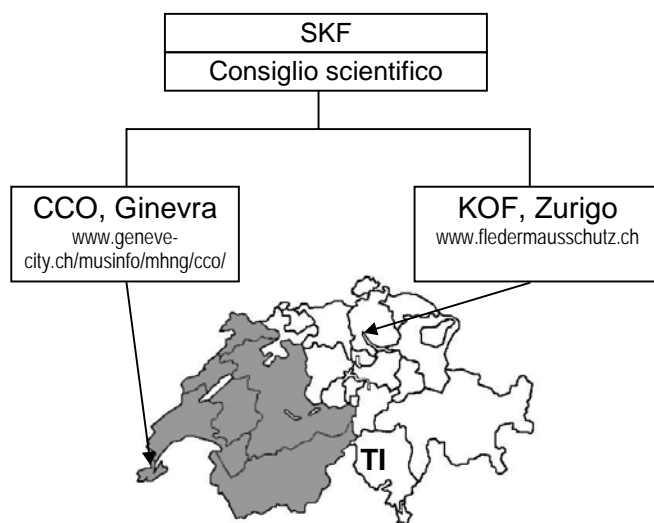 SKF
Consiglio scientifico
CCO, Ginevra
www.geneve-
city.ch/musinfo/mhng/cco/
KOF, Zurigo
www.fledermausschutz.ch
TI